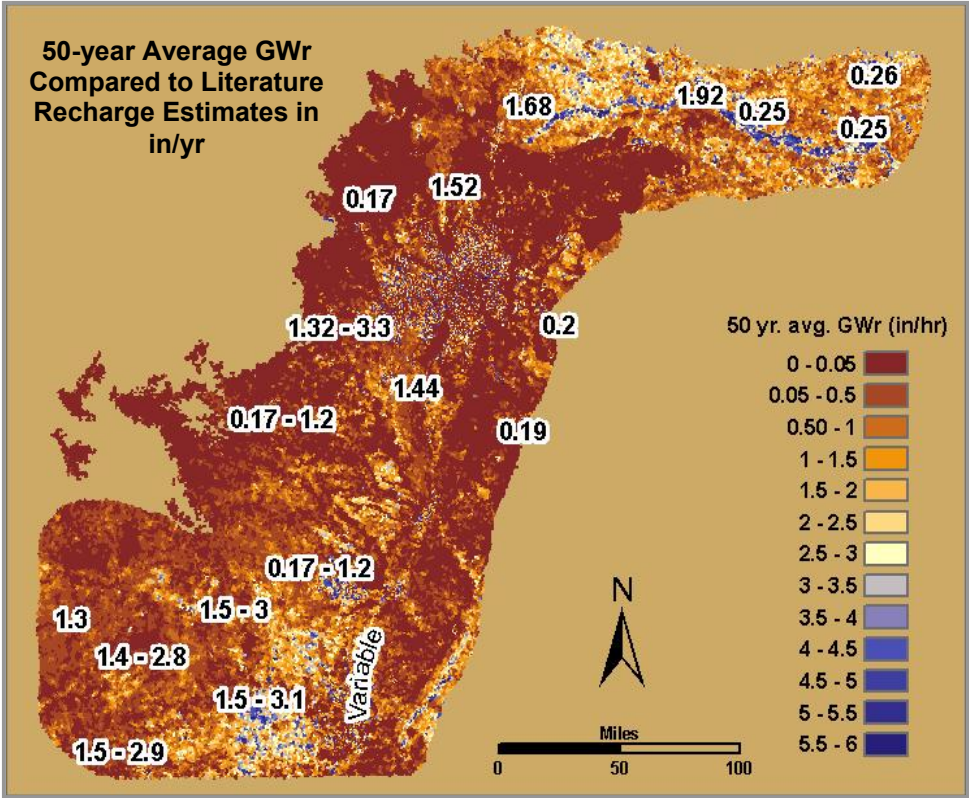 50-year Average GWr
Compared to Literature
Recharge Estimates in
in/yr
0.26
1.68
1.92
0.25
0.25
0.17
1.52
1.32 - 3.3
0.2
1.44
0.17 - 1.2
0.19
0.17 - 1.2
1.5 - 3
1.3
1.4 - 2.8
Variable
1.5 - 3.1
1.5 - 2.9
50 yr. avg. GWr (in/hr)
0 - 0.05
0.05 - 0.5
0.50 - 1
1 - 1.5
1.5 - 2
2 - 2.5
2.5 - 3
3 - 3.5
3.5 - 4
4 - 4.5
4.5 - 5
5 - 5.5
5.5 - 6
N
Miles
0 50 100